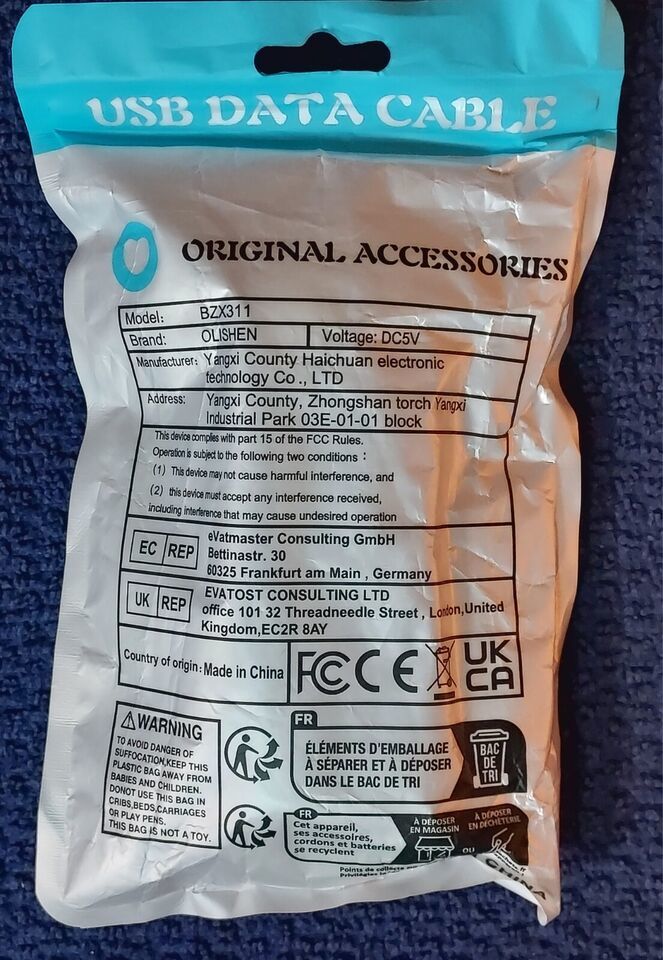 USB DATA CABLE
ORIGINAL ACCESSORIES
Model: BZX311
Brand: OLISHEN Voltage: DC5V
Manufacturer: Yangxi County Haichuan electronic
technology Co., LTD
Address: Yangxi County, Zhongshan torch Yangxi
Industrial Park 03E-01-01 block
This device complies with part 15 of the FCC Rules.
Operation is subject to the following two conditions :
(1) This device may not cause harmful interference, and
(2) this device must accept any interference received,
including interference that may cause undesired operation
EC REP
eVatmaster Consulting GmbH
Bettinastr. 30
60325 Frankfurt am Main , Germany
UK REP
EVATOST CONSULTING LTD
office 101 32 Threadneedle Street , London,United
Kingdom,EC2R 8AY
Country of origin: Made in China
FC CE UK
CA
WARNING
TO AVOID DANGER OF
SUFFOCATION,KEEP THIS
PLASTIC BAG AWAY FROM
BABIES AND CHILDREN.
DONOT USE THIS BAG IN
CRIBS,BEDS,CARRIAGES
OR PLAY PENS.
THIS BAG IS NOT A TOY.
FR
ÉLÉMENTS D'EMBALLAGE
À SÉPARER ET À DÉPOSER
DANS LE BAC DE TRI
BAC
DE
TRI
FR
Cet appareil,
ses accessoires,
cordons et batteries
se recyclent
À DÉPOSER
EN MAGASIN
OU
À DÉPOSER
EN DÉCHÈTERIE
Points de collecte
CHINA